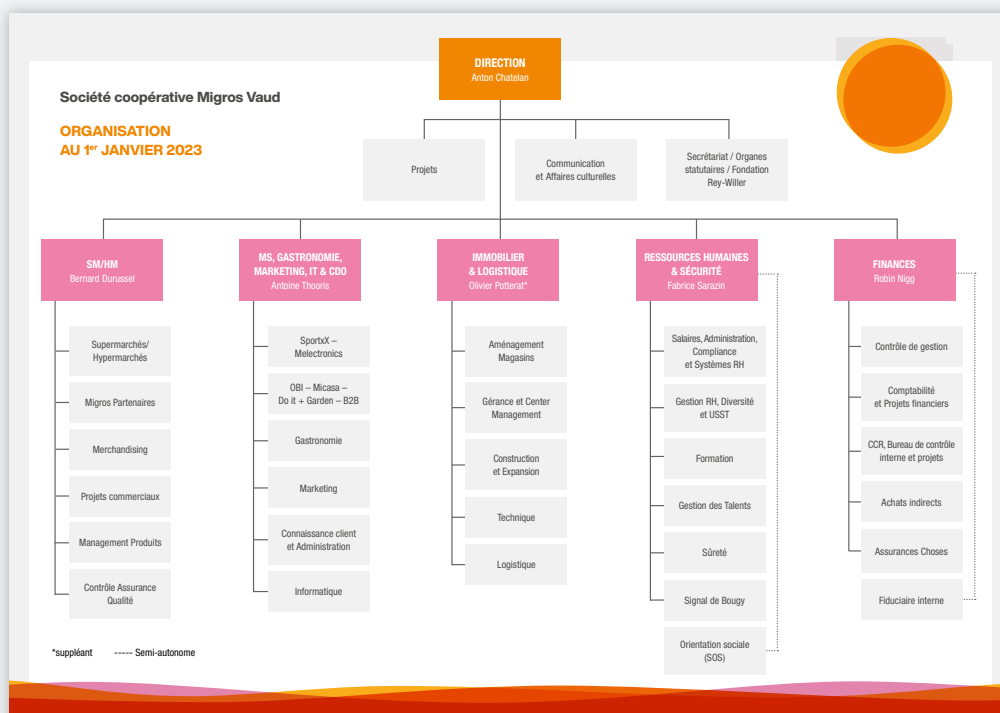 DIRECTION
Anton Chatelan
Société coopérative Migros Vaud
ORGANISATION
AU 1er JANVIER 2023
Projets
Communication
et Affaires culturelles
Secrétariat / Organes
statutaires / Fondation
Rey-Willer
SM/HM
Bernard Durussel
MS, GASTRONOMIE,
MARKETING, IT & CDO
Antoine Thooris
IMMOBILIER
& LOGISTIQUE
Olivier Potterat*
RESSOURCES HUMAINES
& SÉCURITÉ
Fabrice Sarazin
FINANCES
Robin Nigg
Supermarchés/
Hypermarchés
Migros Partenaires
Merchandising
Projets commerciaux
Management Produits
Contrôle Assurance
Qualité
SportxX –
Melectronics
OBI – Micasa –
Do it + Garden – B2B
Gastronomie
Marketing
Connaissance client
et Administration
Informatique
Aménagement
Magasins
Gérance et Center
Management
Construction
et Expansion
Technique
Logistique
Salaires, Administration,
Compliance
et Systèmes RH
Gestion RH, Diversité
et USST
Formation
Gestion des Talents
Sûreté
Signal de Bougy
Orientation sociale
(SOS)
Contrôle de gestion
Comptabilité
et Projets financiers
CCR, Bureau de contrôle
interne et projets
Achats indirects
Assurances Choses
Fiduciaire interne
*suppléant ----- Semi-autonome